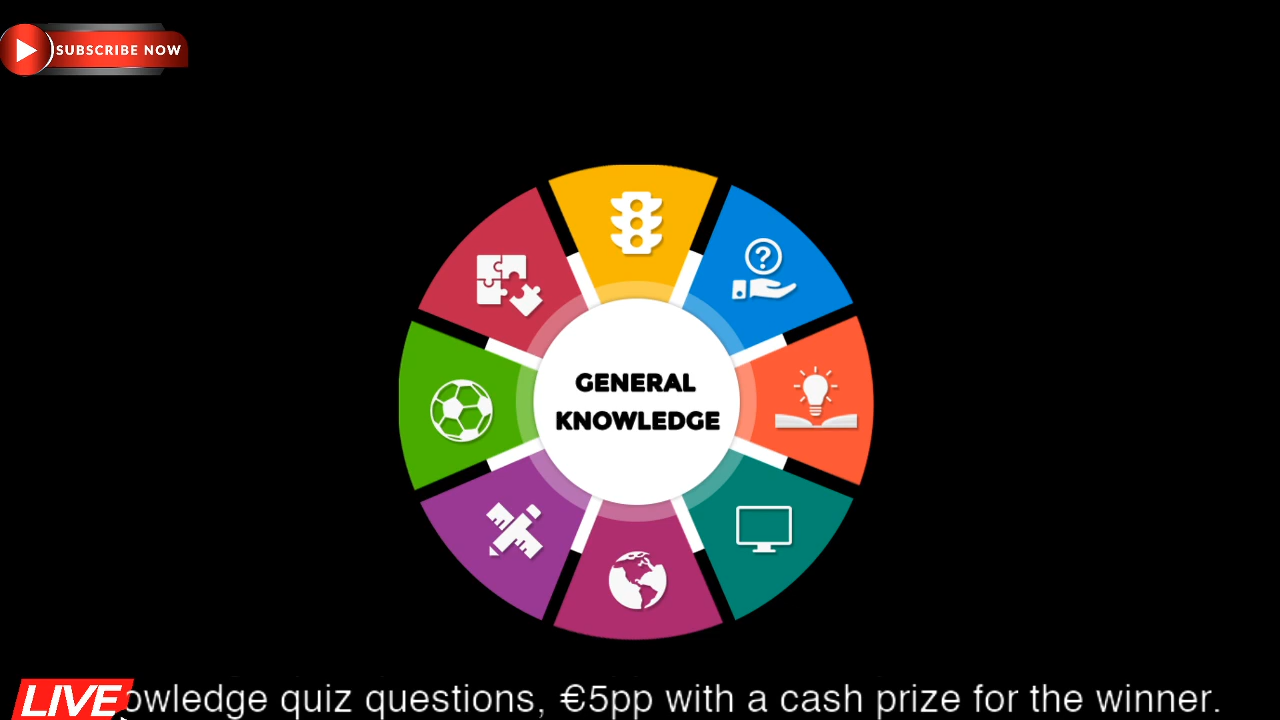 SUBSCRIBE NOW
GENERAL
KNOWLEDGE
LIVE
owledge quiz questions, €5pp with a cash prize for the winner.